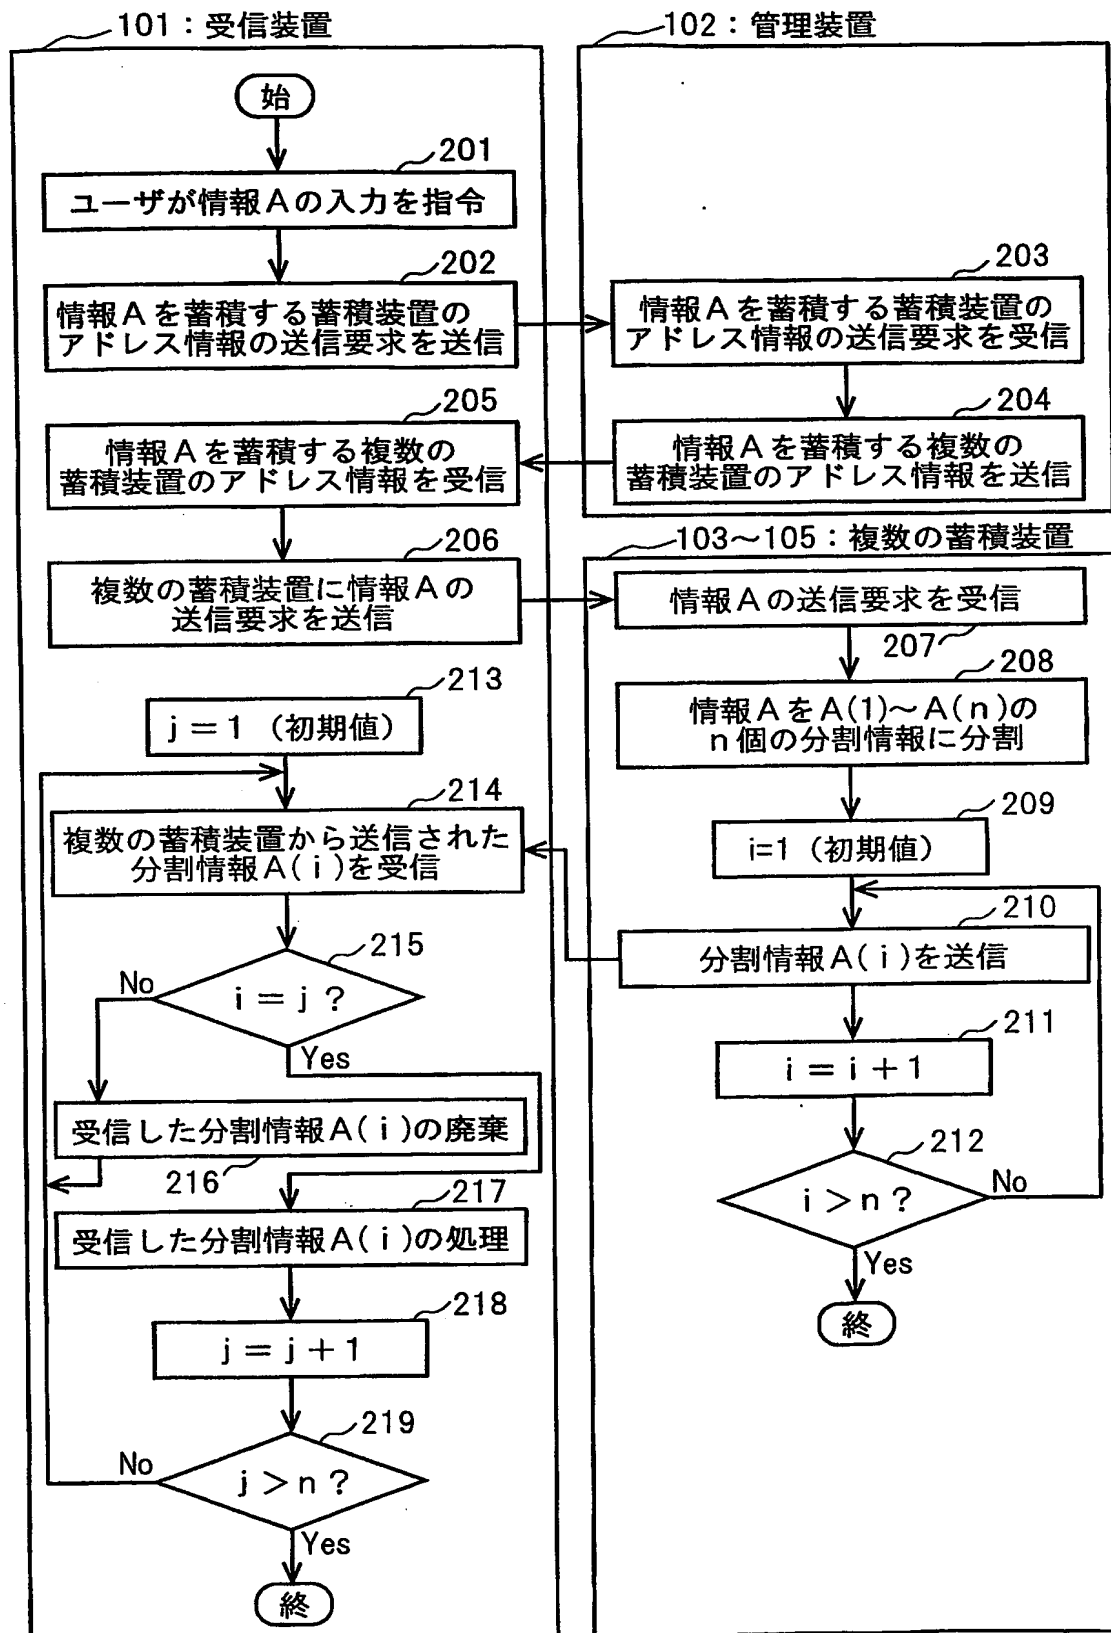 101：受信装置
始
201
ユーザが情報Aの入力を指令
202
情報Aを蓄積する蓄積装置の
アドレス情報の送信要求を送信
102：管理装置
203
情報Aを蓄積する蓄積装置の
アドレス情報の送信要求を受信
204
情報Aを蓄積する複数の
蓄積装置のアドレス情報を送信
205
情報Aを蓄積する複数の
蓄積装置のアドレス情報を受信
206
複数の蓄積装置に情報Aの
送信要求を送信
103～105：複数の蓄積装置
情報Aの送信要求を受信
207
208
情報AをA(1)～A(n)の
n個の分割情報に分割
209
i=1（初期値）
210
分割情報A(i)を送信
211
i＝i＋1
212
i＞n？
No
Yes
終
213
j＝1（初期値）
214
複数の蓄積装置から送信された
分割情報A(i)を受信
215
i＝j？
No
Yes
受信した分割情報A(i)の廃棄
216
217
受信した分割情報A(i)の処理
218
j＝j＋1
219
j＞n？
No
Yes
終